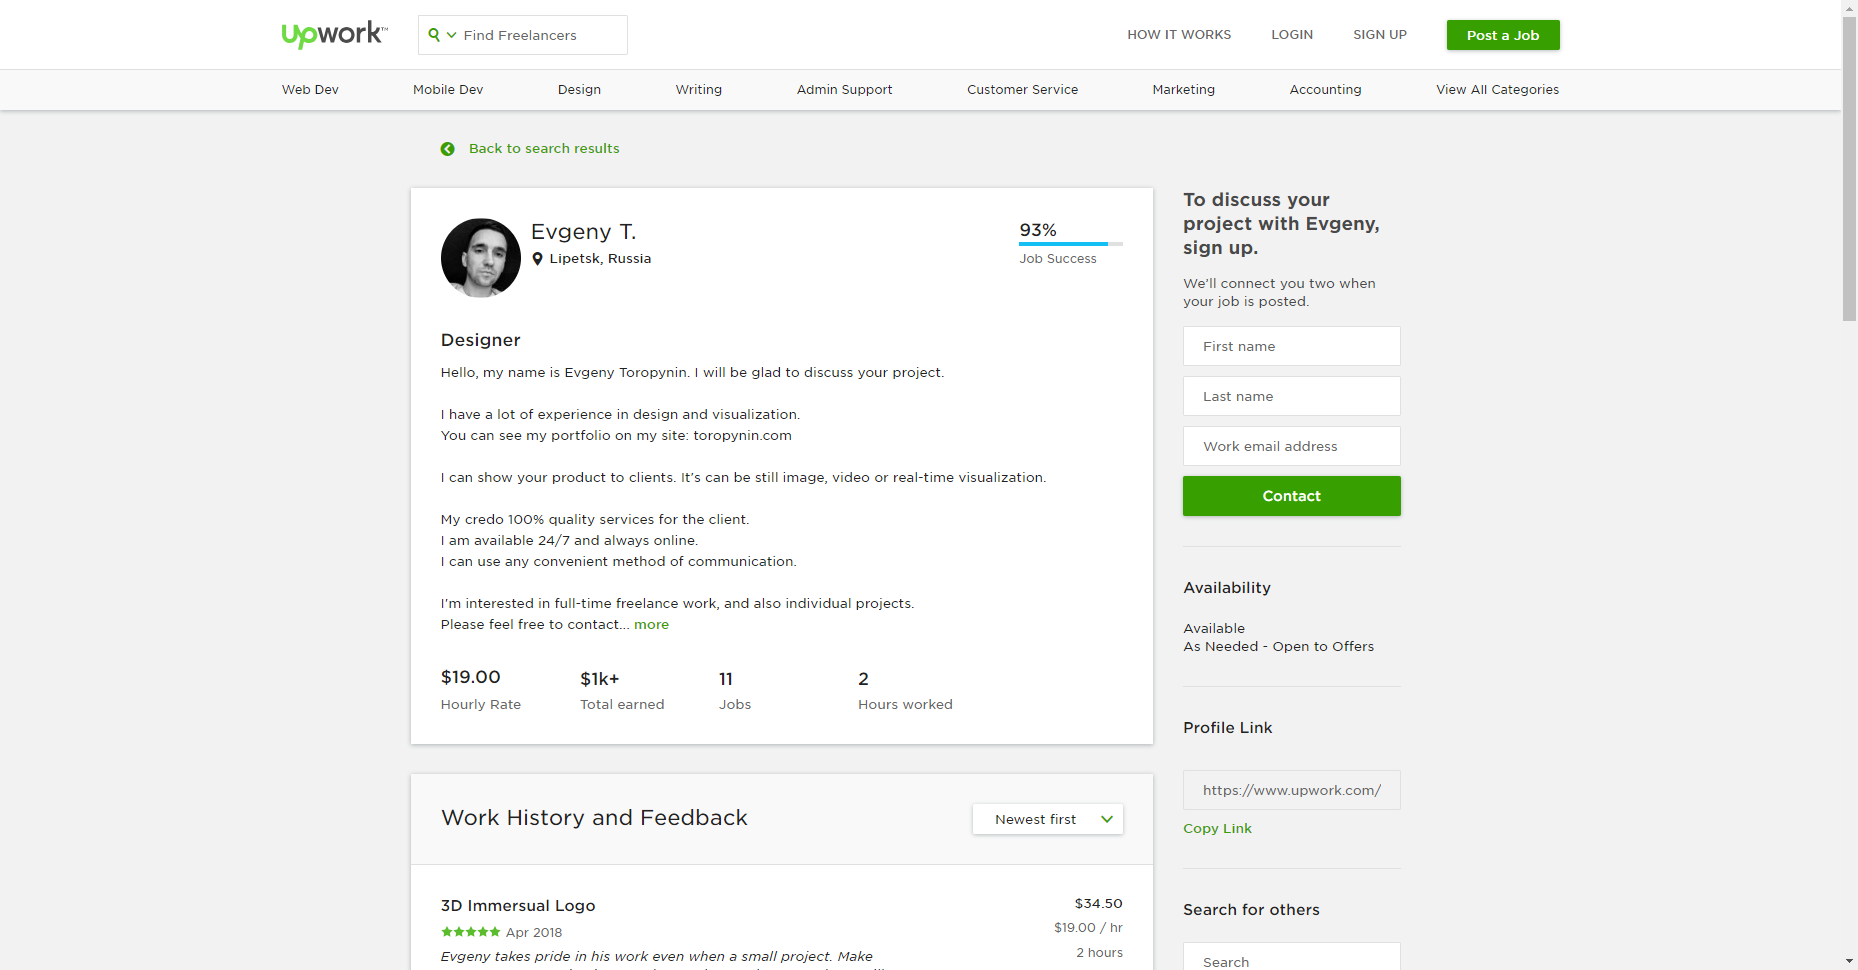 Upwork™
Find Freelancers
HOW IT WORKS
LOGIN
SIGN UP
Post a Job
Web Dev
Mobile Dev
Design
Writing
Admin Support
Customer Service
Marketing
Accounting
View All Categories
Back to search results
Evgeny T.
Lipetsk, Russia
93%
Job Success
Designer
Hello, my name is Evgeny Toropynin. I will be glad to discuss your project.
I have a lot of experience in design and visualization.
You can see my portfolio on my site: toropynin.com
I can show your product to clients. It's can be still image, video or real-time visualization.
My credo 100% quality services for the client.
I am available 24/7 and always online.
I can use any convenient method of communication.
I'm interested in full-time freelance work, and also individual projects.
Please feel free to contact... more
$19.00
Hourly Rate
$1k+
Total earned
11
Jobs
2
Hours worked
Work History and Feedback
Newest first
3D Immersual Logo
Apr 2018
Evgeny takes pride in his work even when a small project. Make
$34.50
$19.00 / hr
2 hours
To discuss your
project with Evgeny,
sign up.
We'll connect you two when
your job is posted.
First name
Last name
Work email address
Contact
Availability
Available
As Needed - Open to Offers
Profile Link
https://www.upwork.com/
Copy Link
Search for others
Search